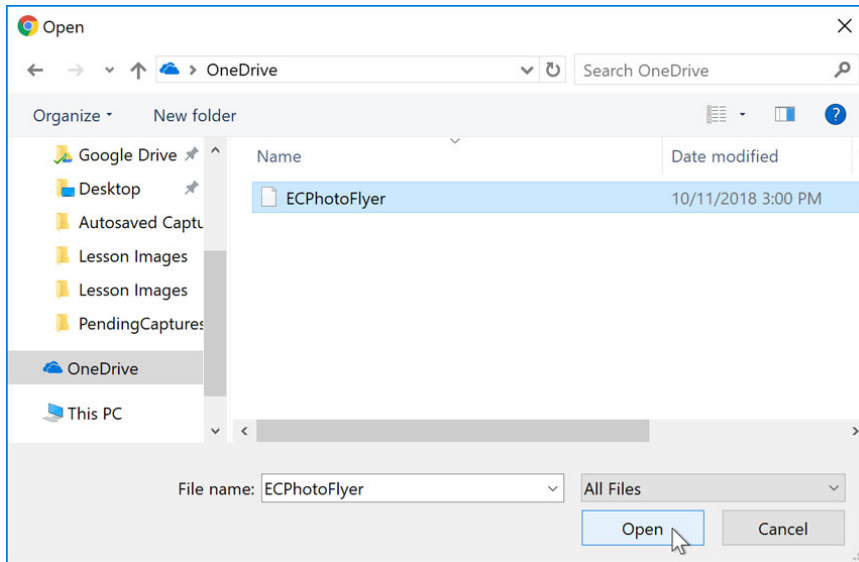 Open
OneDrive
Search OneDrive
Organize
New folder
Google Drive
Desktop
Autosaved Captu
Lesson Images
Lesson Images
PendingCaptures
OneDrive
This PC
Name
Date modified
ECPhotoFlyer
10/11/2018 3:00 PM
File name: ECPhotoFlyer
All Files
Open
Cancel